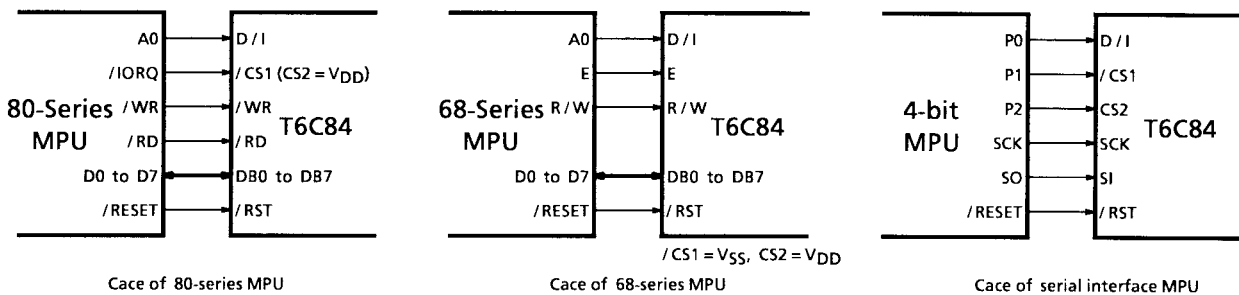 A0 D/I
/IORQ /CS1 (CS2=VDD)
80-Series MPU
/WR /WR
T6C84
/RD /RD
D0 to D7 DB0 to DB7
/RESET /RST
Cace of 80-series MPU
A0 D/I
E E
68-Series MPU
R/W R/W
T6C84
D0 to D7 DB0 to DB7
/RESET /RST
/CS1=VSS, CS2=VDD
Cace of 68-series MPU
P0 D/I
P1 /CS1
4-bit MPU
P2 CS2
T6C84
SCK SCK
SO SI
/RESET /RST
Cace of serial interface MPU